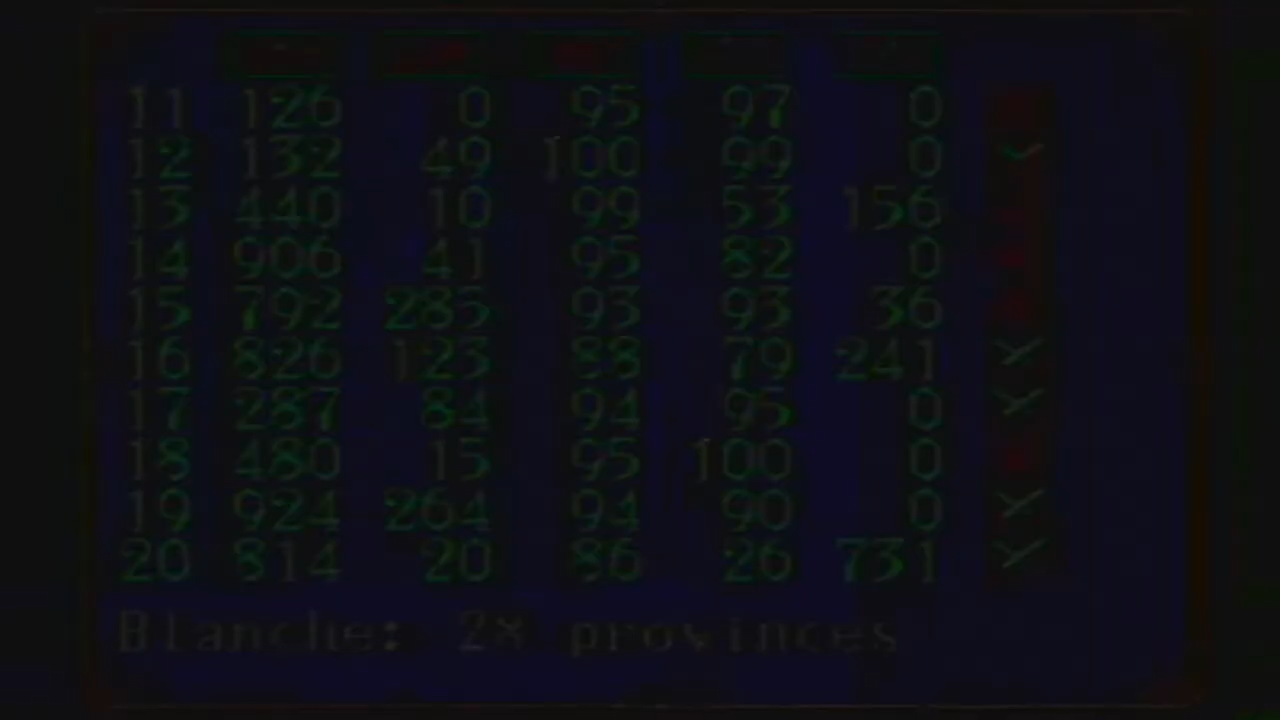 11 126 0 95 97 0
12 132 49 100 99 0
13 440 10 99 53 156
14 906 41 95 82 0
15 792 285 93 93 36
16 826 123 88 79 241
17 287 84 94 95 0
18 480 15 95 100 0
19 924 264 94 90 0
20 814 20 86 26 731
Blanche: provinces